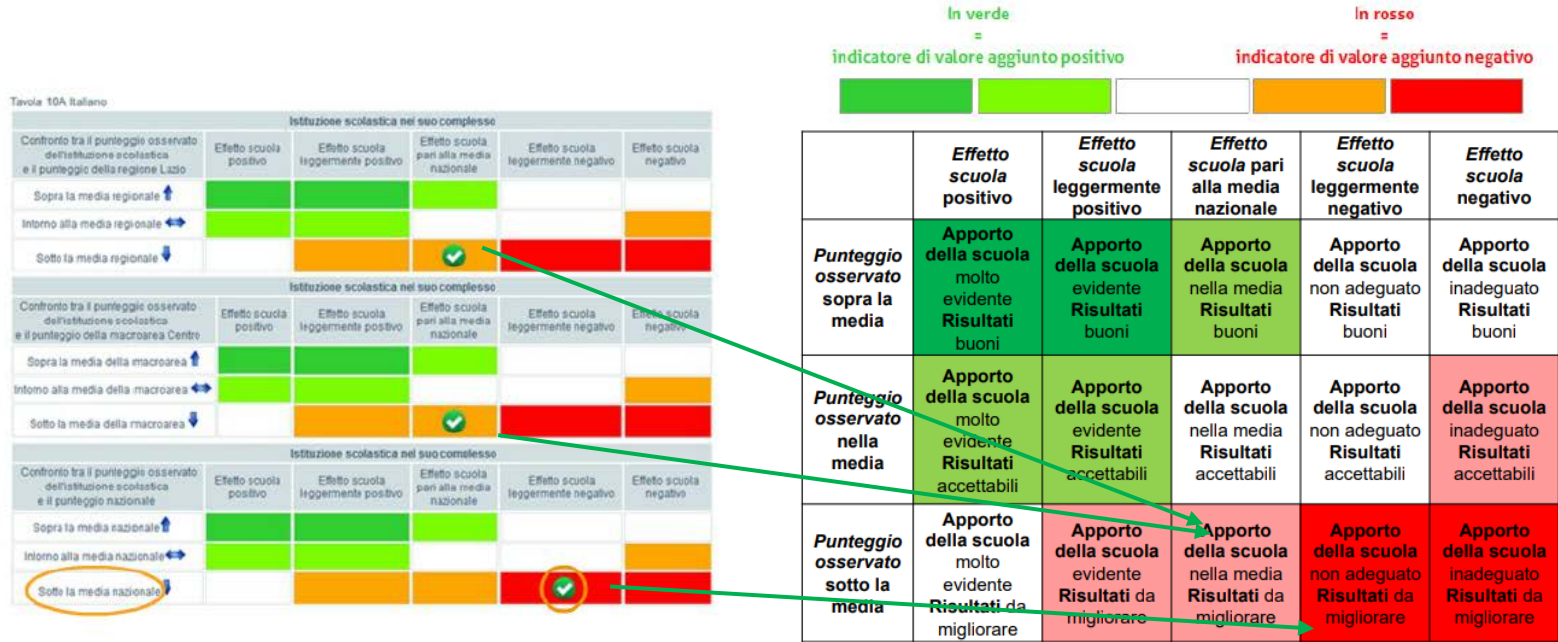 In verde
=
indicatore di valore aggiunto positivo
In rosso
=
indicatore di valore aggiunto negativo
Tavola 10A Italiano
Istituzione scolastica nel suo complesso
Confronto tra il punteggio osservato
dell'istituzione scolastica
e il punteggio della regione Lazio
Effetto scuola
positivo
Effetto scuola
leggermente positivo
Effetto scuola
pari alla media
nazionale
Effetto scuola
leggermente negativo
Effetto scuola
negativo
Sopra la media regionale
Intorno alla media regionale
Sotto la media regionale
Istituzione scolastica nel suo complesso
Confronto tra il punteggio osservato
dell'istituzione scolastica
e il punteggio della macroarea Centro
Effetto scuola
positivo
Effetto scuola
leggermente positivo
Effetto scuola
pari alla media
nazionale
Effetto scuola
leggermente negativo
Effetto scuola
negativo
Sopra la media della macroarea
Intorno alla media della macroarea
Sotto la media della macroarea
Istituzione scolastica nel suo complesso
Confronto tra il punteggio osservato
dell'istituzione scolastica
e il punteggio nazionale
Effetto scuola
positivo
Effetto scuola
leggermente positivo
Effetto scuola
pari alla media
nazionale
Effetto scuola
leggermente negativo
Effetto scuola
negativo
Sopra la media nazionale
Intorno alla media nazionale
Sotto la media nazionale
Effetto
scuola
positivo
Effetto
scuola
leggermente
positivo
Effetto
scuola pari
alla media
nazionale
Effetto
scuola
leggermente
negativo
Effetto
scuola
negativo
Punteggio
osservato
sopra la
media
Apporto
della scuola
molto
evidente
Risultati
buoni
Apporto
della scuola
evidente
Risultati
buoni
Apporto
della scuola
nella media
Risultati
buoni
Apporto
della scuola
non adeguato
Risultati
buoni
Apporto
della scuola
inadeguato
Risultati
buoni
Punteggio
osservato
nella
media
Apporto
della scuola
molto
evidente
Risultati
accettabili
Apporto
della scuola
evidente
Risultati
accettabili
Apporto
della scuola
nella media
Risultati
accettabili
Apporto
della scuola
non adeguato
Risultati
accettabili
Apporto
della scuola
inadeguato
Risultati
accettabili
Punteggio
osservato
sotto la
media
Apporto
della scuola
molto
evidente
Risultati da
migliorare
Apporto
della scuola
evidente
Risultati da
migliorare
Apporto
della scuola
nella media
Risultati da
migliorare
Apporto
della scuola
non adeguato
Risultati da
migliorare
Apporto
della scuola
inadeguato
Risultati da
migliorare